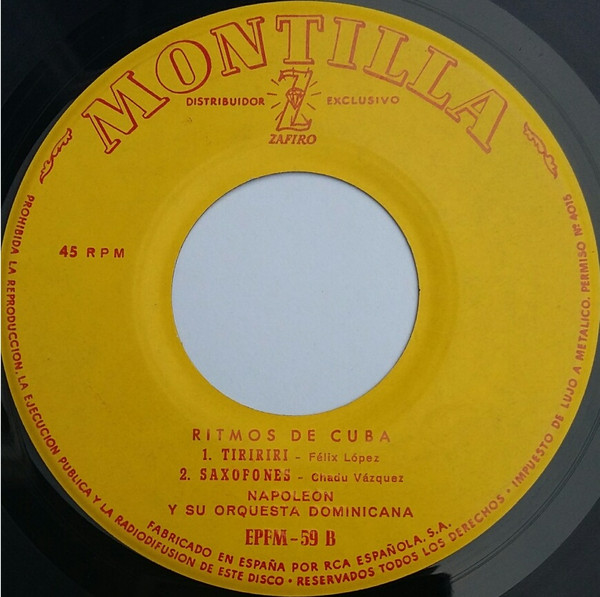 MONTILLA
DISTRIBUIDOR EXCLUSIVO
Z
ZAFIRO
45 RPM
RITMOS DE CUBA
1. TIRIRIRI - Félix López
2. SAXOFONES - Chadu Vázquez
NAPOLEÓN
Y SU ORQUESTA DOMINICANA
EPFM-59 B
FABRICADO EN ESPAÑA POR RCA ESPAÑOLA, S.A.
PROHIBIDA LA REPRODUCCION, LA EJECUCION PUBLICA Y LA RADIODIFUSION DE ESTE DISCO • RESERVADOS TODOS LOS DERECHOS • IMPUESTO DE LUJO A METALICO. PERMISO Nº 4015